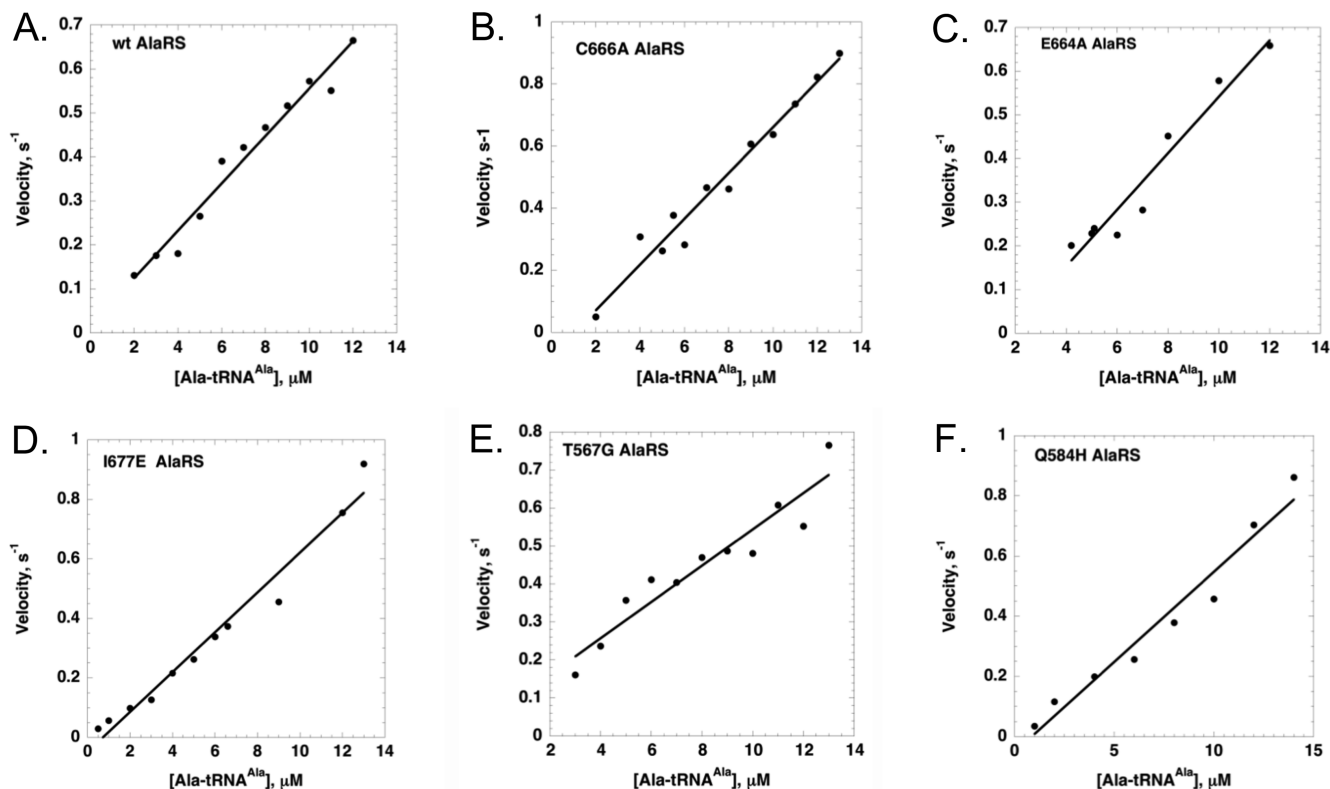 A.
wt AlaRS
Velocity, s⁻¹
0.7
0.6
0.5
0.4
0.3
0.2
0.1
0
0 2 4 6 8 10 12 14
[Ala-tRNAᴬˡᵃ], μM
B.
C666A AlaRS
Velocity, s-1
1
0.8
0.6
0.4
0.2
0
0 2 4 6 8 10 12 14
[Ala-tRNAᴬˡᵃ], μM
C.
E664A AlaRS
Velocity, s⁻¹
0.7
0.6
0.5
0.4
0.3
0.2
0.1
0
2 4 6 8 10 12 14
[Ala-tRNAᴬˡᵃ], μM
D.
I677E AlaRS
Velocity, s⁻¹
1
0.8
0.6
0.4
0.2
0
0 2 4 6 8 10 12 14
[Ala-tRNAᴬˡᵃ], μM
E.
T567G AlaRS
Velocity, s⁻¹
0.8
0.7
0.6
0.5
0.4
0.3
0.2
0.1
0
2 4 6 8 10 12 14
[Ala-tRNAᴬˡᵃ], μM
F.
Q584H AlaRS
Velocity, s⁻¹
1
0.8
0.6
0.4
0.2
0
0 5 10 15
[Ala-tRNAᴬˡᵃ], μM